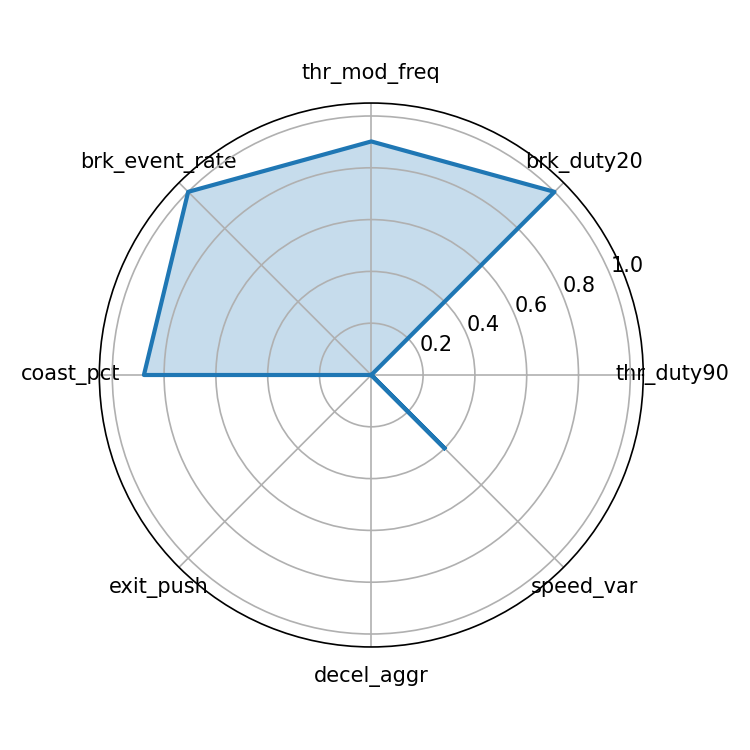 thr_mod_freq
brk_event_rate
brk_duty20
1.0
0.8
0.6
0.4
0.2
coast_pct
thr_duty90
exit_push
speed_var
decel_aggr